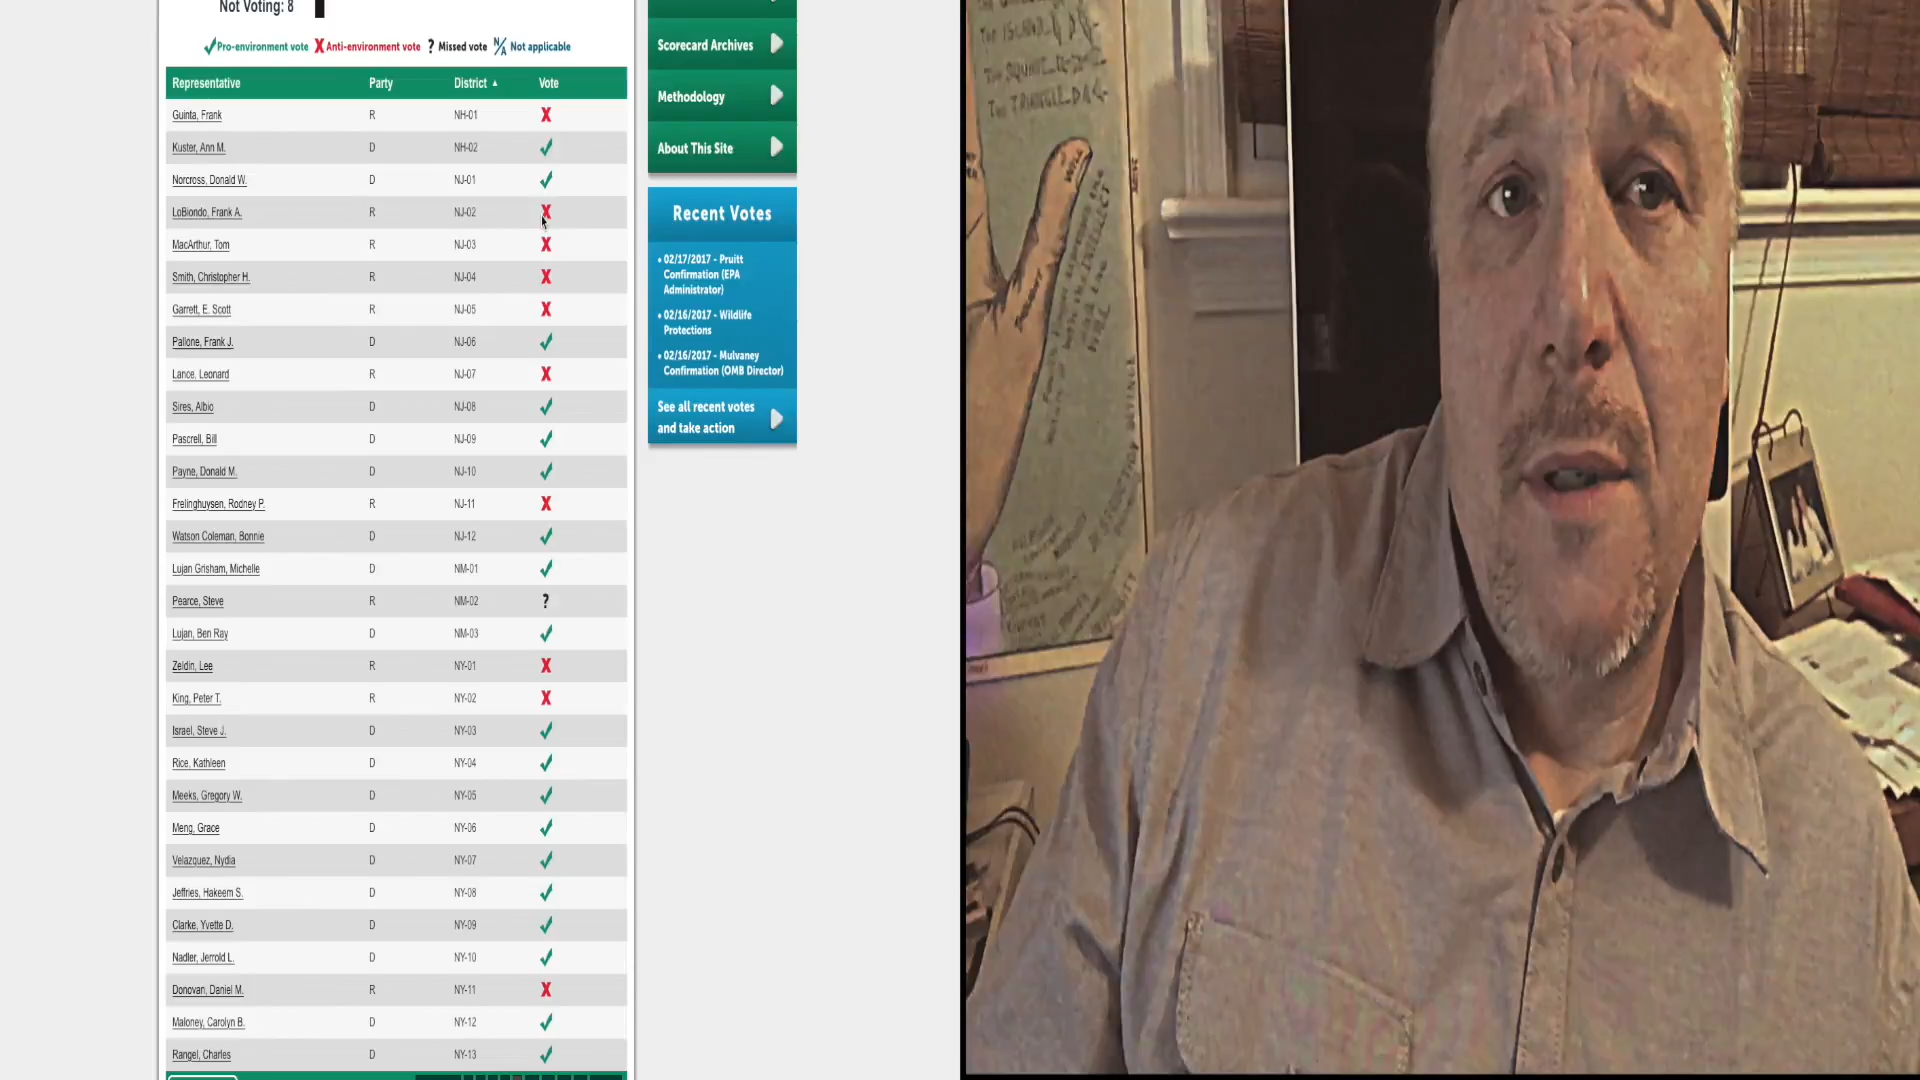 Not Voting: 8
Pro-environment vote Anti-environment vote ? Missed vote N/A Not applicable
Representative Party District Vote
Guinta, Frank R NH-01
Kuster, Ann M. D NH-02
Norcross, Donald W. D NJ-01
LoBiondo, Frank A. R NJ-02
MacArthur, Tom R NJ-03
Smith, Christopher H. R NJ-04
Garrett, E. Scott R NJ-05
Pallone, Frank J. D NJ-06
Lance, Leonard R NJ-07
Sires, Albio D NJ-08
Pascrell, Bill D NJ-09
Payne, Donald M. D NJ-10
Frelinghuysen, Rodney P. R NJ-11
Watson Coleman, Bonnie D NJ-12
Lujan Grisham, Michelle D NM-01
Pearce, Steve R NM-02 ?
Lujan, Ben Ray D NM-03
Zeldin, Lee R NY-01
King, Peter T. R NY-02
Israel, Steve J. D NY-03
Rice, Kathleen D NY-04
Meeks, Gregory W. D NY-05
Meng, Grace D NY-06
Velazquez, Nydia D NY-07
Jeffries, Hakeem S. D NY-08
Clarke, Yvette D. D NY-09
Nadler, Jerrold L. D NY-10
Donovan, Daniel M. R NY-11
Maloney, Carolyn B. D NY-12
Rangel, Charles D NY-13
Scorecard Archives
Methodology
About This Site
Recent Votes
• 02/17/2017 - Pruitt
Confirmation (EPA
Administrator)
• 02/16/2017 - Wildlife
Protections
• 02/16/2017 - Mulvaney
Confirmation (OMB Director)
See all recent votes
and take action
The ISLAND
The SQUARE
The TRIANGLE
WILL